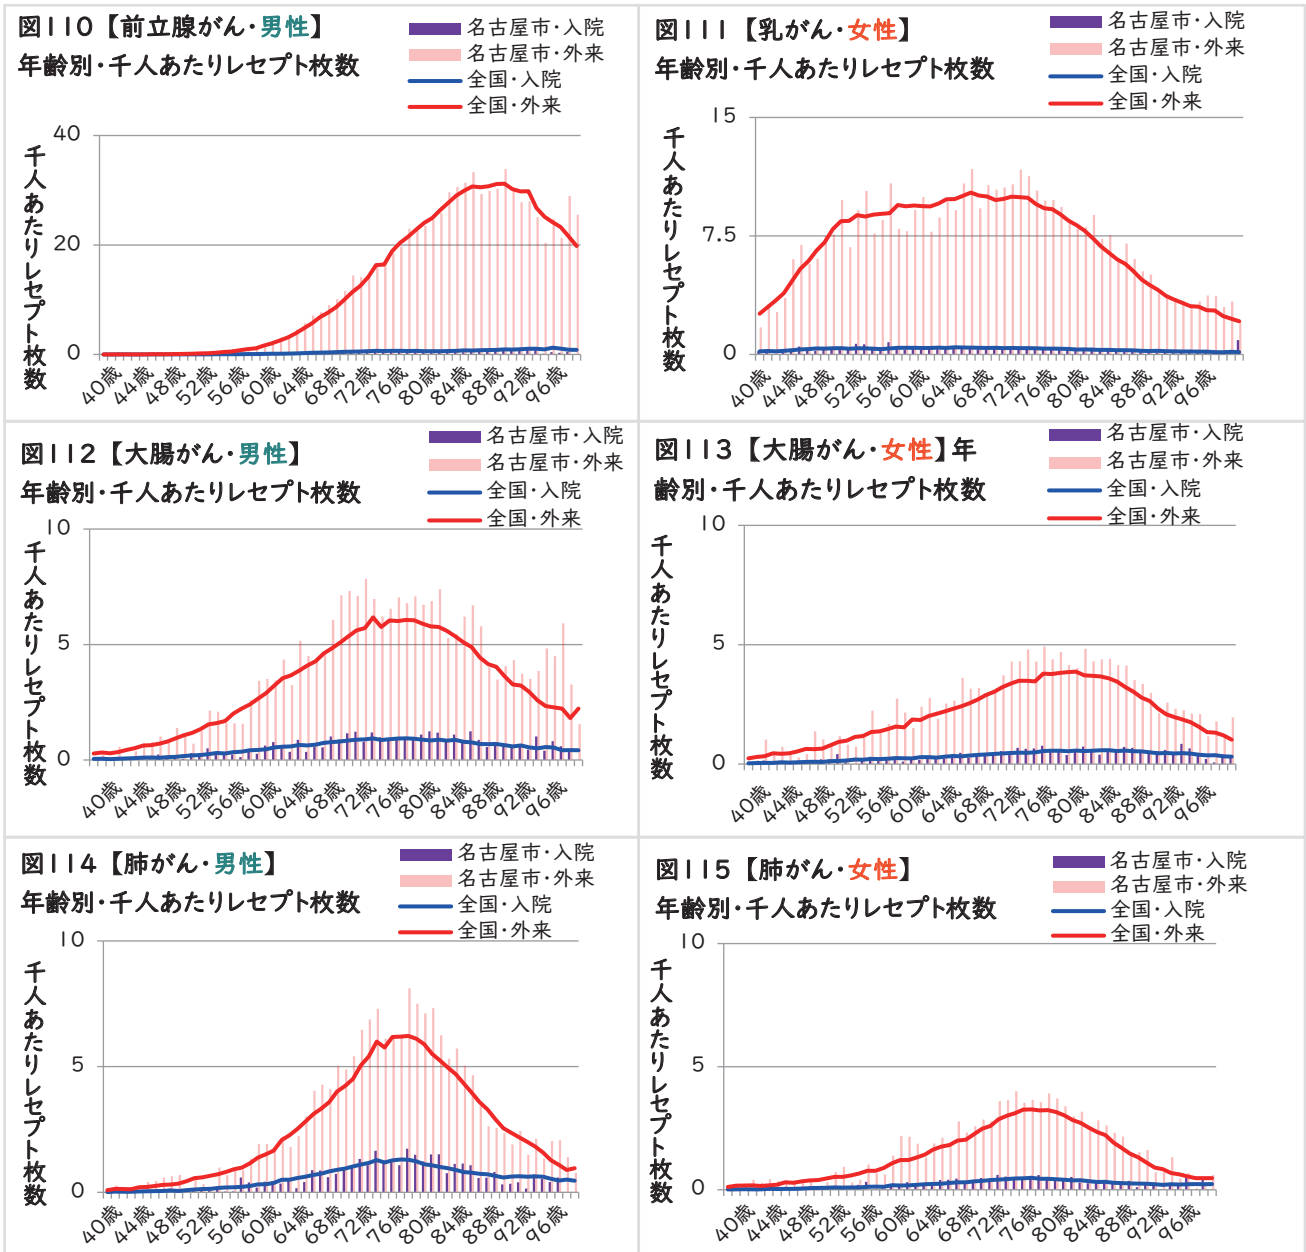 図110【前立腺がん・男性】
年齢別・千人あたりレセプト枚数
名古屋市・入院
名古屋市・外来
全国・入院
全国・外来
千人あたりレセプト枚数
40
20
0
40歳 44歳 48歳 52歳 56歳 60歳 64歳 68歳 72歳 76歳 80歳 84歳 88歳 92歳 96歳
図111【乳がん・女性】
年齢別・千人あたりレセプト枚数
名古屋市・入院
名古屋市・外来
全国・入院
全国・外来
千人あたりレセプト枚数
15
7.5
0
40歳 44歳 48歳 52歳 56歳 60歳 64歳 68歳 72歳 76歳 80歳 84歳 88歳 92歳 96歳
図112【大腸がん・男性】
年齢別・千人あたりレセプト枚数
名古屋市・入院
名古屋市・外来
全国・入院
全国・外来
千人あたりレセプト枚数
10
5
0
40歳 44歳 48歳 52歳 56歳 60歳 64歳 68歳 72歳 76歳 80歳 84歳 88歳 92歳 96歳
図113【大腸がん・女性】年
齢別・千人あたりレセプト枚数
名古屋市・入院
名古屋市・外来
全国・入院
全国・外来
千人あたりレセプト枚数
10
5
0
40歳 44歳 48歳 52歳 56歳 60歳 64歳 68歳 72歳 76歳 80歳 84歳 88歳 92歳 96歳
図114【肺がん・男性】
年齢別・千人あたりレセプト枚数
名古屋市・入院
名古屋市・外来
全国・入院
全国・外来
千人あたりレセプト枚数
10
5
0
40歳 44歳 48歳 52歳 56歳 60歳 64歳 68歳 72歳 76歳 80歳 84歳 88歳 92歳 96歳
図115【肺がん・女性】
年齢別・千人あたりレセプト枚数
名古屋市・入院
名古屋市・外来
全国・入院
全国・外来
千人あたりレセプト枚数
10
5
0
40歳 44歳 48歳 52歳 56歳 60歳 64歳 68歳 72歳 76歳 80歳 84歳 88歳 92歳 96歳